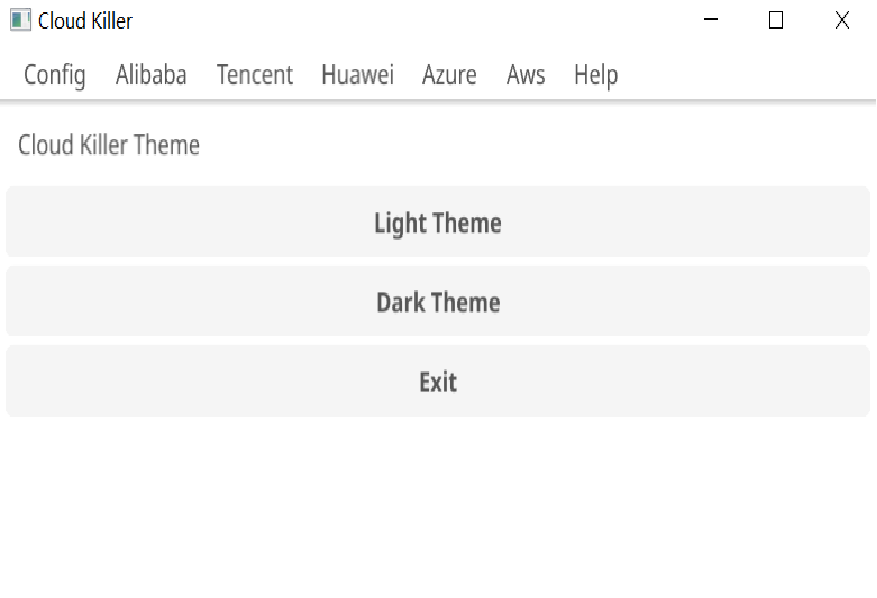 Cloud Killer
Config Alibaba Tencent Huawei Azure Aws Help
Cloud Killer Theme
Light Theme
Dark Theme
Exit